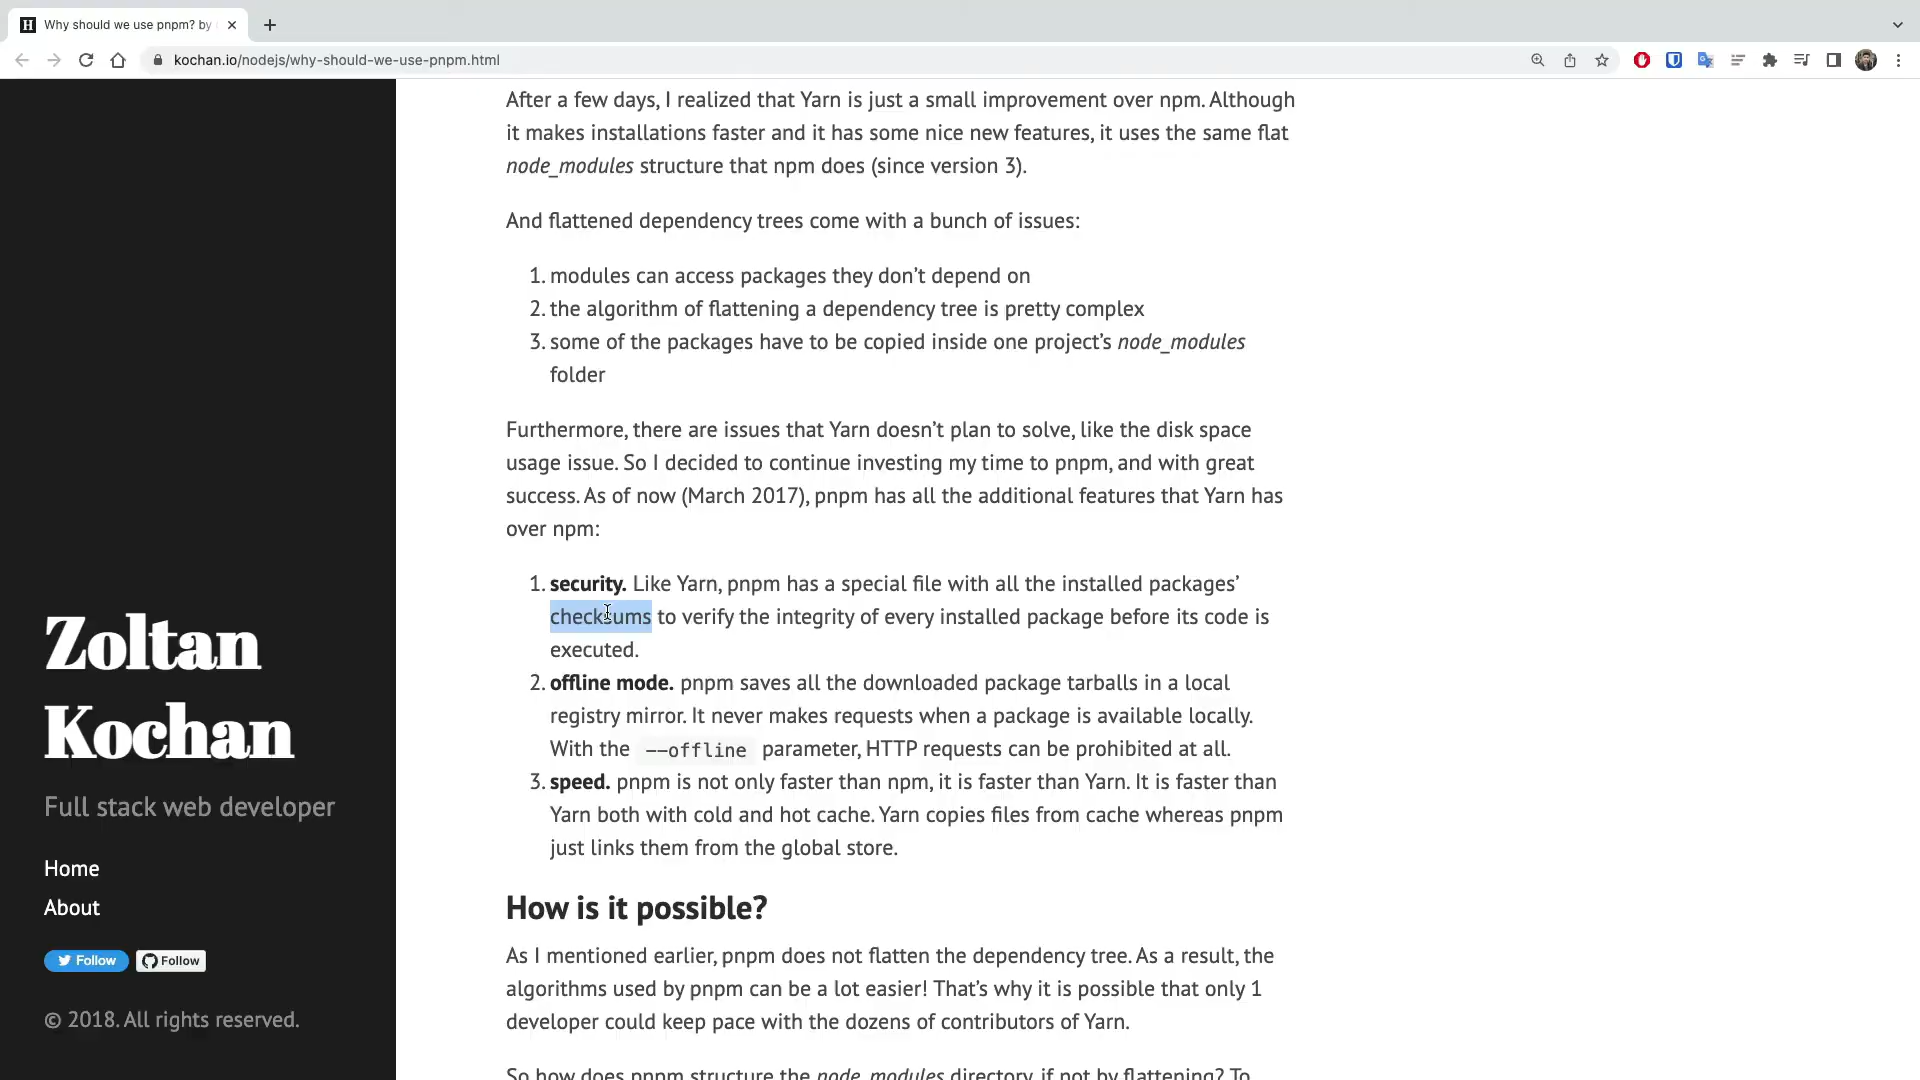 Why should we use pnpm? by
kochan.io/nodejs/why-should-we-use-pnpm.html
After a few days, I realized that Yarn is just a small improvement over npm. Although
it makes installations faster and it has some nice new features, it uses the same flat
node_modules structure that npm does (since version 3).
And flattened dependency trees come with a bunch of issues:
1. modules can access packages they don’t depend on
2. the algorithm of flattening a dependency tree is pretty complex
3. some of the packages have to be copied inside one project’s node_modules
folder
Furthermore, there are issues that Yarn doesn’t plan to solve, like the disk space
usage issue. So I decided to continue investing my time to pnpm, and with great
success. As of now (March 2017), pnpm has all the additional features that Yarn has
over npm:
1. security. Like Yarn, pnpm has a special file with all the installed packages’
checksums to verify the integrity of every installed package before its code is
executed.
2. offline mode. pnpm saves all the downloaded package tarballs in a local
registry mirror. It never makes requests when a package is available locally.
With the --offline parameter, HTTP requests can be prohibited at all.
3. speed. pnpm is not only faster than npm, it is faster than Yarn. It is faster than
Yarn both with cold and hot cache. Yarn copies files from cache whereas pnpm
just links them from the global store.
How is it possible?
As I mentioned earlier, pnpm does not flatten the dependency tree. As a result, the
algorithms used by pnpm can be a lot easier! That’s why it is possible that only 1
developer could keep pace with the dozens of contributors of Yarn.
So how does pnpm structure the node_modules directory, if not by flattening? To
Zoltan
Kochan
Full stack web developer
Home
About
Follow
Follow
© 2018. All rights reserved.